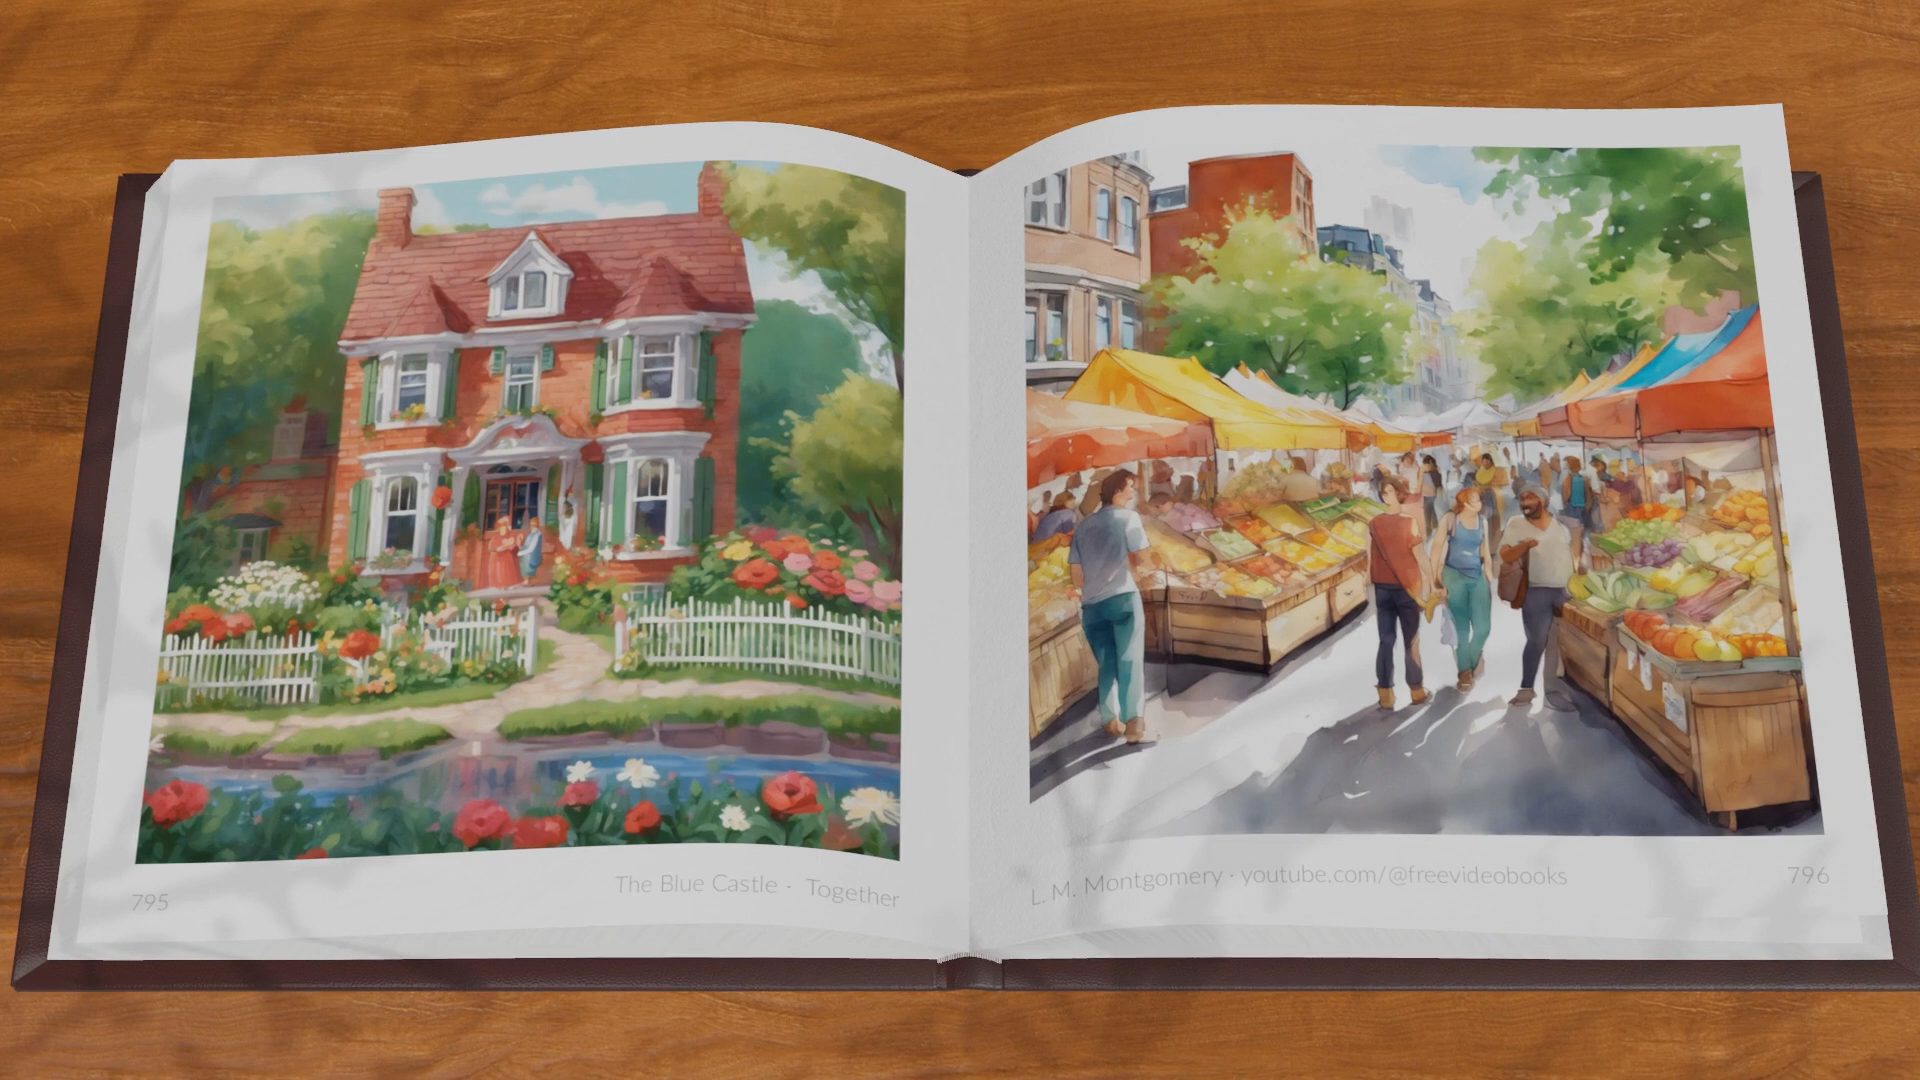 795
The Blue Castle · Together
L. M. Montgomery · youtube.com/@freevideobooks
796